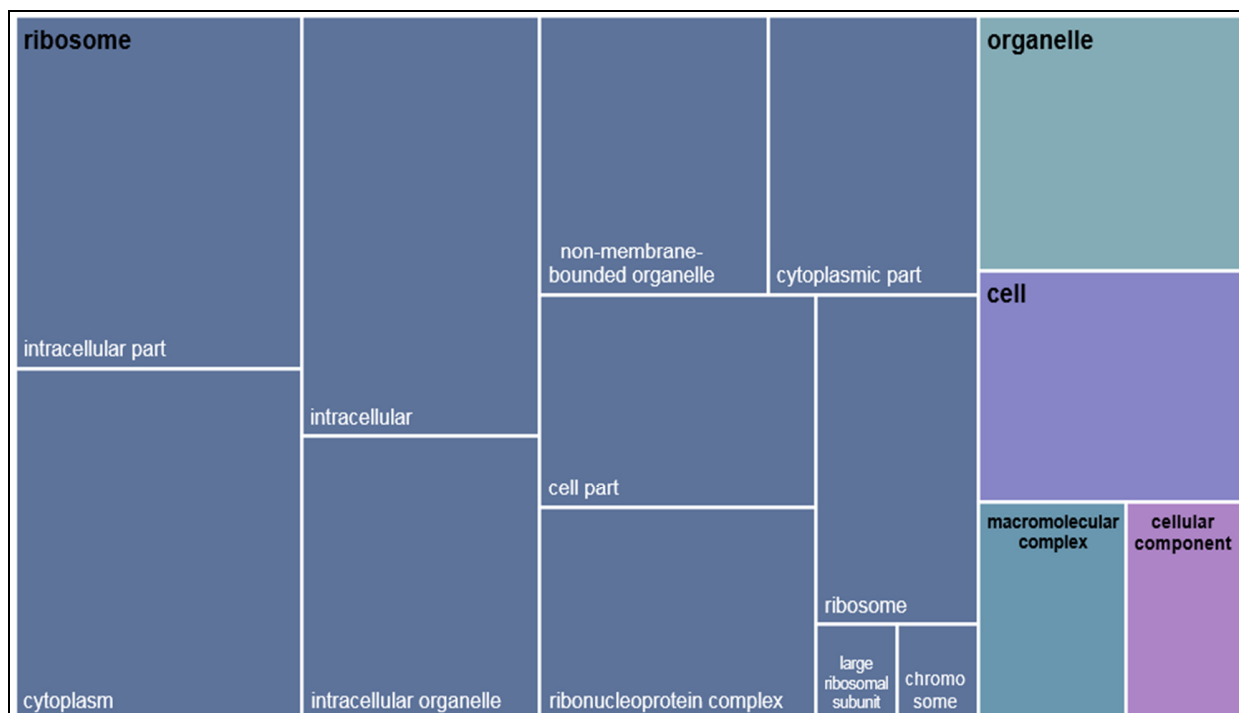 ribosome
intracellular part
cytoplasm
intracellular
intracellular organelle
non-membrane-
bounded organelle
cytoplasmic part
cell part
ribonucleoprotein complex
ribosome
large
ribosomal
subunit
chromo
some
organelle
cell
macromolecular
complex
cellular
component